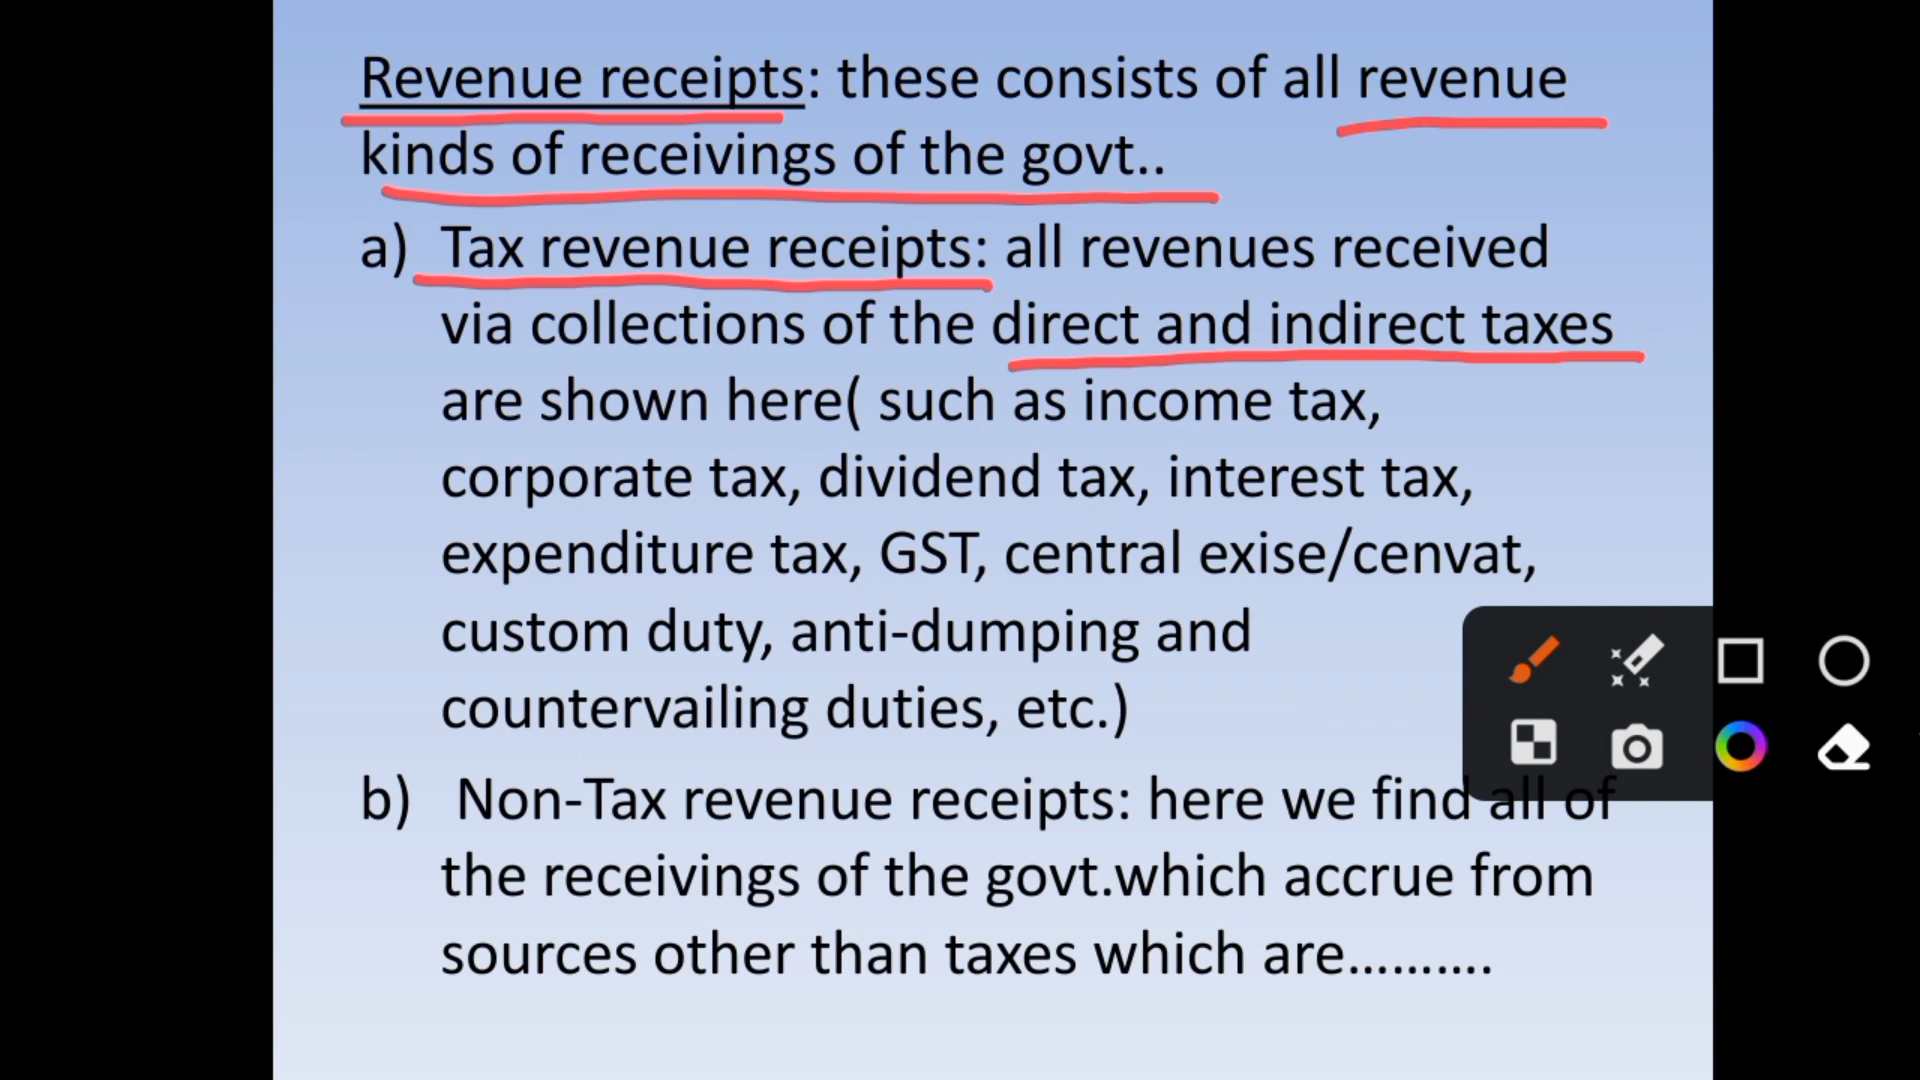 Revenue receipts: these consists of all revenue
kinds of receivings of the govt..
a) Tax revenue receipts: all revenues received
via collections of the direct and indirect taxes
are shown here( such as income tax,
corporate tax, dividend tax, interest tax,
expenditure tax, GST, central exise/cenvat,
custom duty, anti-dumping and
countervailing duties, etc.)
b) Non-Tax revenue receipts: here we find all of
the receivings of the govt.which accrue from
sources other than taxes which are..........